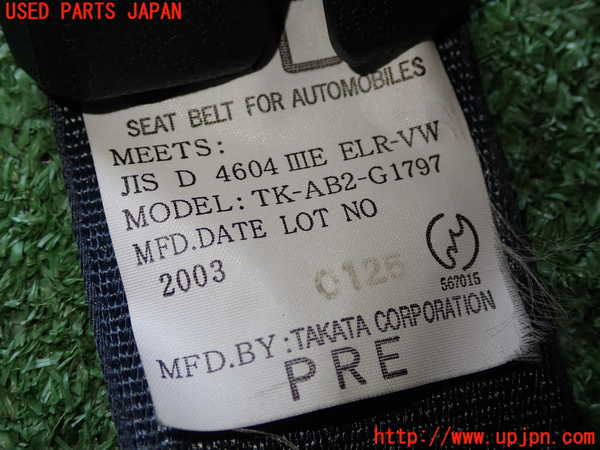 USED PARTS JAPAN
SEAT BELT FOR AUTOMOBILES
MEETS:
JIS D 4604 ⅢE ELR-VW
MODEL: TK-AB2-G1797
MFD.DATE LOT NO
2003 0125
567015
MFD.BY: TAKATA CORPORATION
PRE
http://www.upjpn.com